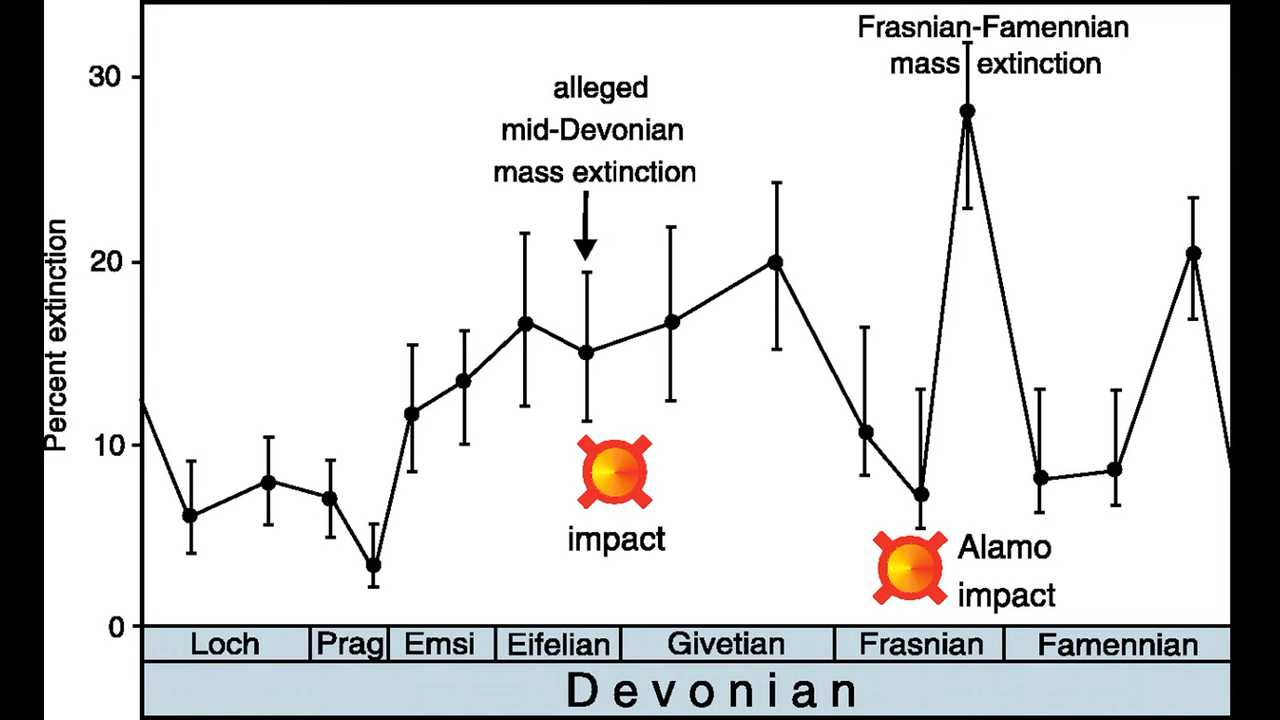 Frasnian-Famennian
mass extinction
alleged
mid-Devonian
mass extinction
30
20
10
0
Percent extinction
impact
Alamo
impact
Loch Prag Emsi Eifelian Givetian Frasnian Famennian
Devonian